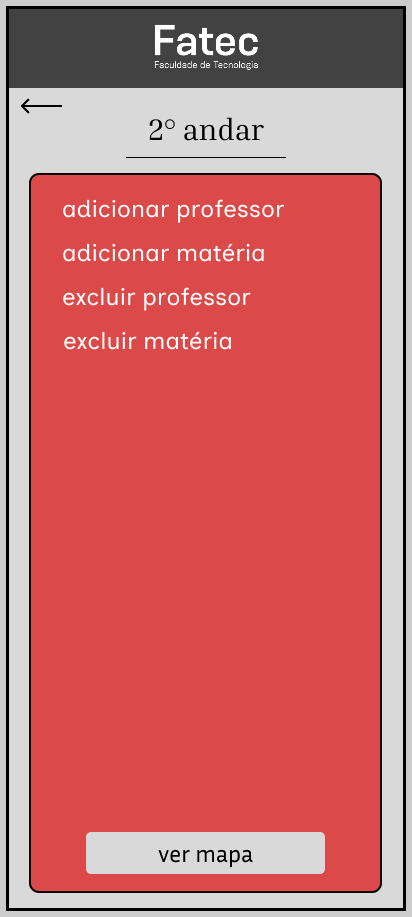 Fatec
Faculdade de Tecnologia
2° andar
adicionar professor
adicionar matéria
excluir professor
excluir matéria
ver mapa